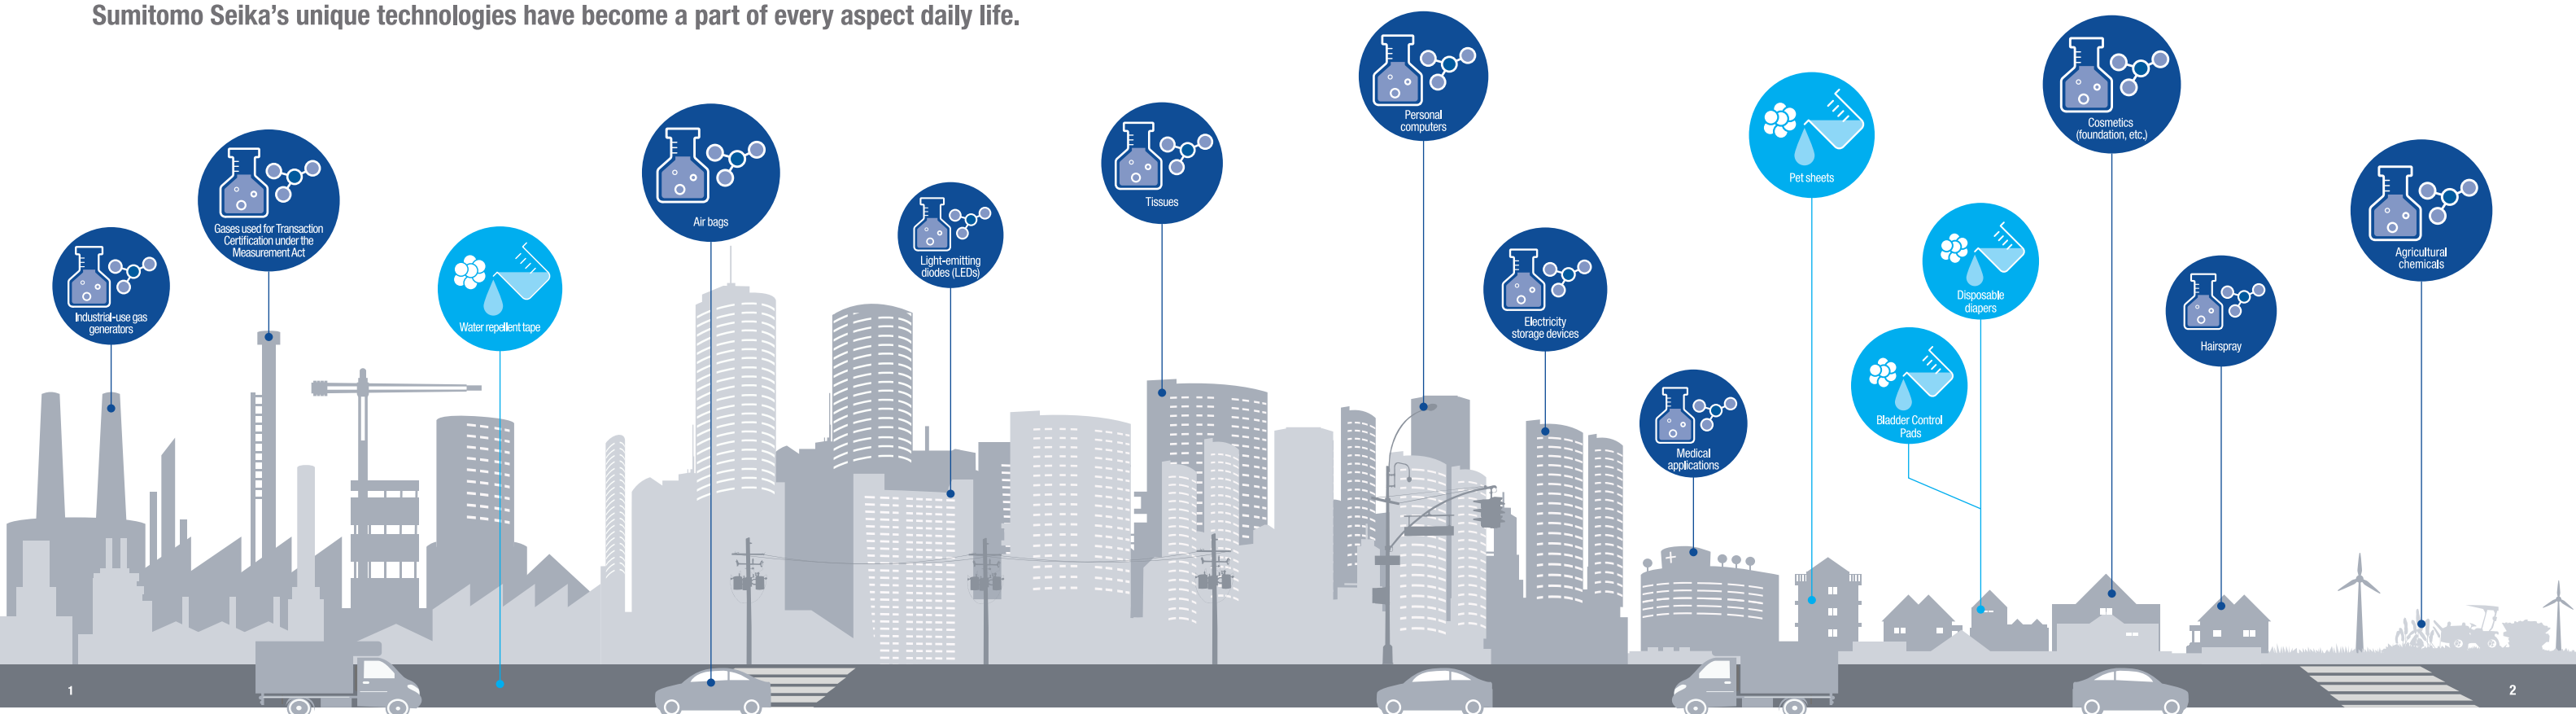 Sumitomo Seika's unique technologies have become a part of every aspect daily life.
Industrial-use gas
generators
Gases used for Transaction
Certification under the
Measurement Act
Water repellent tape
Air bags
Light-emitting
diodes (LEDs)
Tissues
Personal
computers
Electricity
storage devices
Medical
applications
Pet sheets
Bladder Control
Pads
Disposable
diapers
Cosmetics
(foundation, etc.)
Hairspray
Agricultural
chemicals
1
2